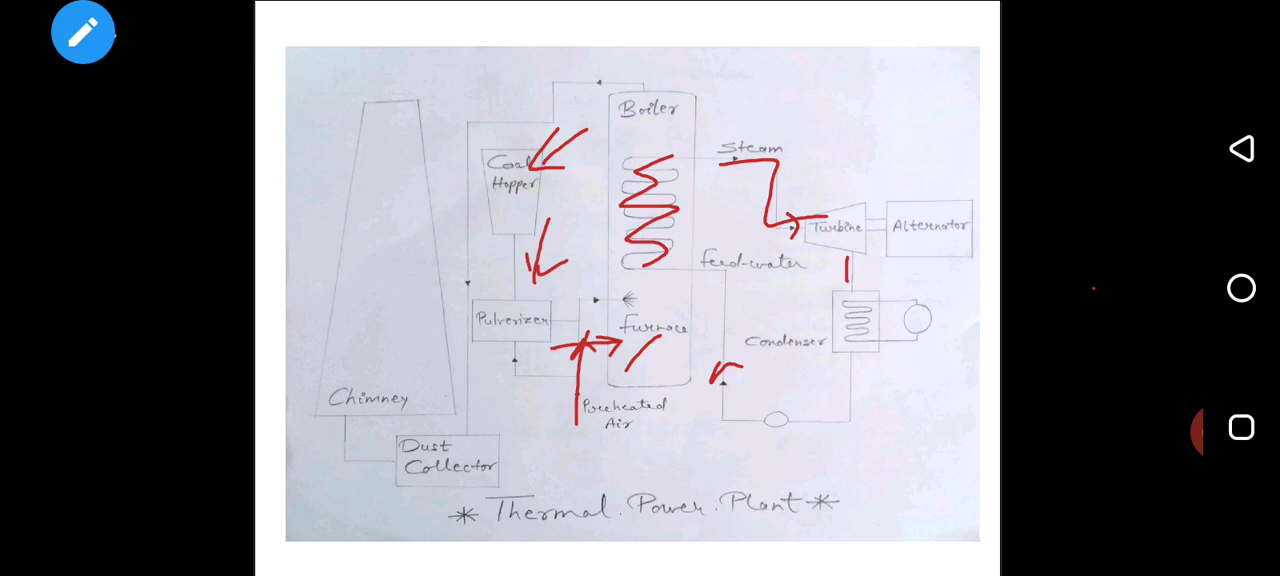 Boiler
Steam
Coal
Hopper
Turbine
Alternator
Feed-water
Pulverizer
Furnace
Condenser
Chimney
Preheated
Air
Dust
Collector
* Thermal. Power. Plant *